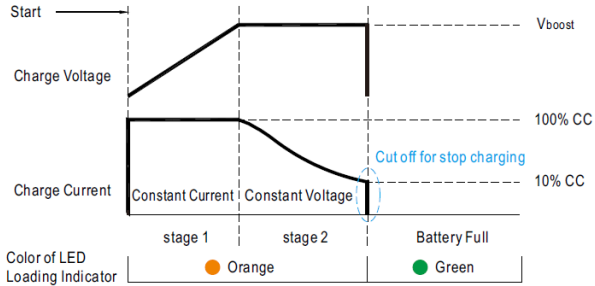 Start
Vboost
Charge Voltage
100% CC
Cut off for stop charging
10% CC
Charge Current
Constant Current
Constant Voltage
stage 1
stage 2
Battery Full
Color of LED
Loading Indicator
Orange
Green